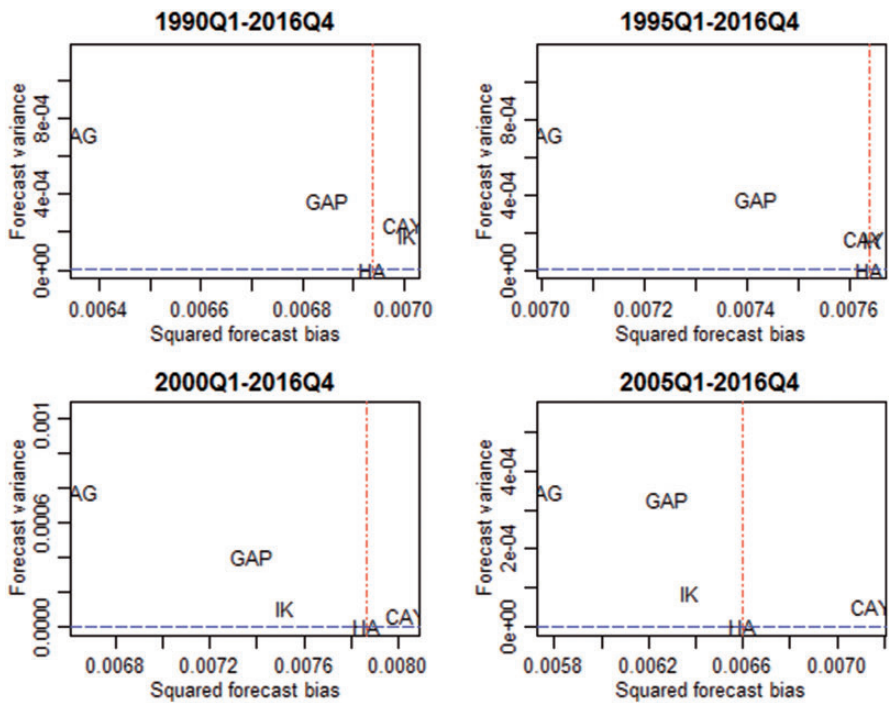 1990Q1-2016Q4
Forecast variance
0e+00 4e-04 8e-04
AG
GAP
CAY
IK
HA
0.0064 0.0066 0.0068 0.0070
Squared forecast bias
1995Q1-2016Q4
Forecast variance
0e+00 4e-04 8e-04
AG
GAP
CAY
IK
HA
0.0070 0.0072 0.0074 0.0076
Squared forecast bias
2000Q1-2016Q4
Forecast variance
0.0000 0.0006 0.001
AG
GAP
IK
CAY
HA
0.0068 0.0072 0.0076 0.0080
Squared forecast bias
2005Q1-2016Q4
Forecast variance
0e+00 2e-04 4e-04
AG
GAP
IK
CAY
HA
0.0058 0.0062 0.0066 0.0070
Squared forecast bias